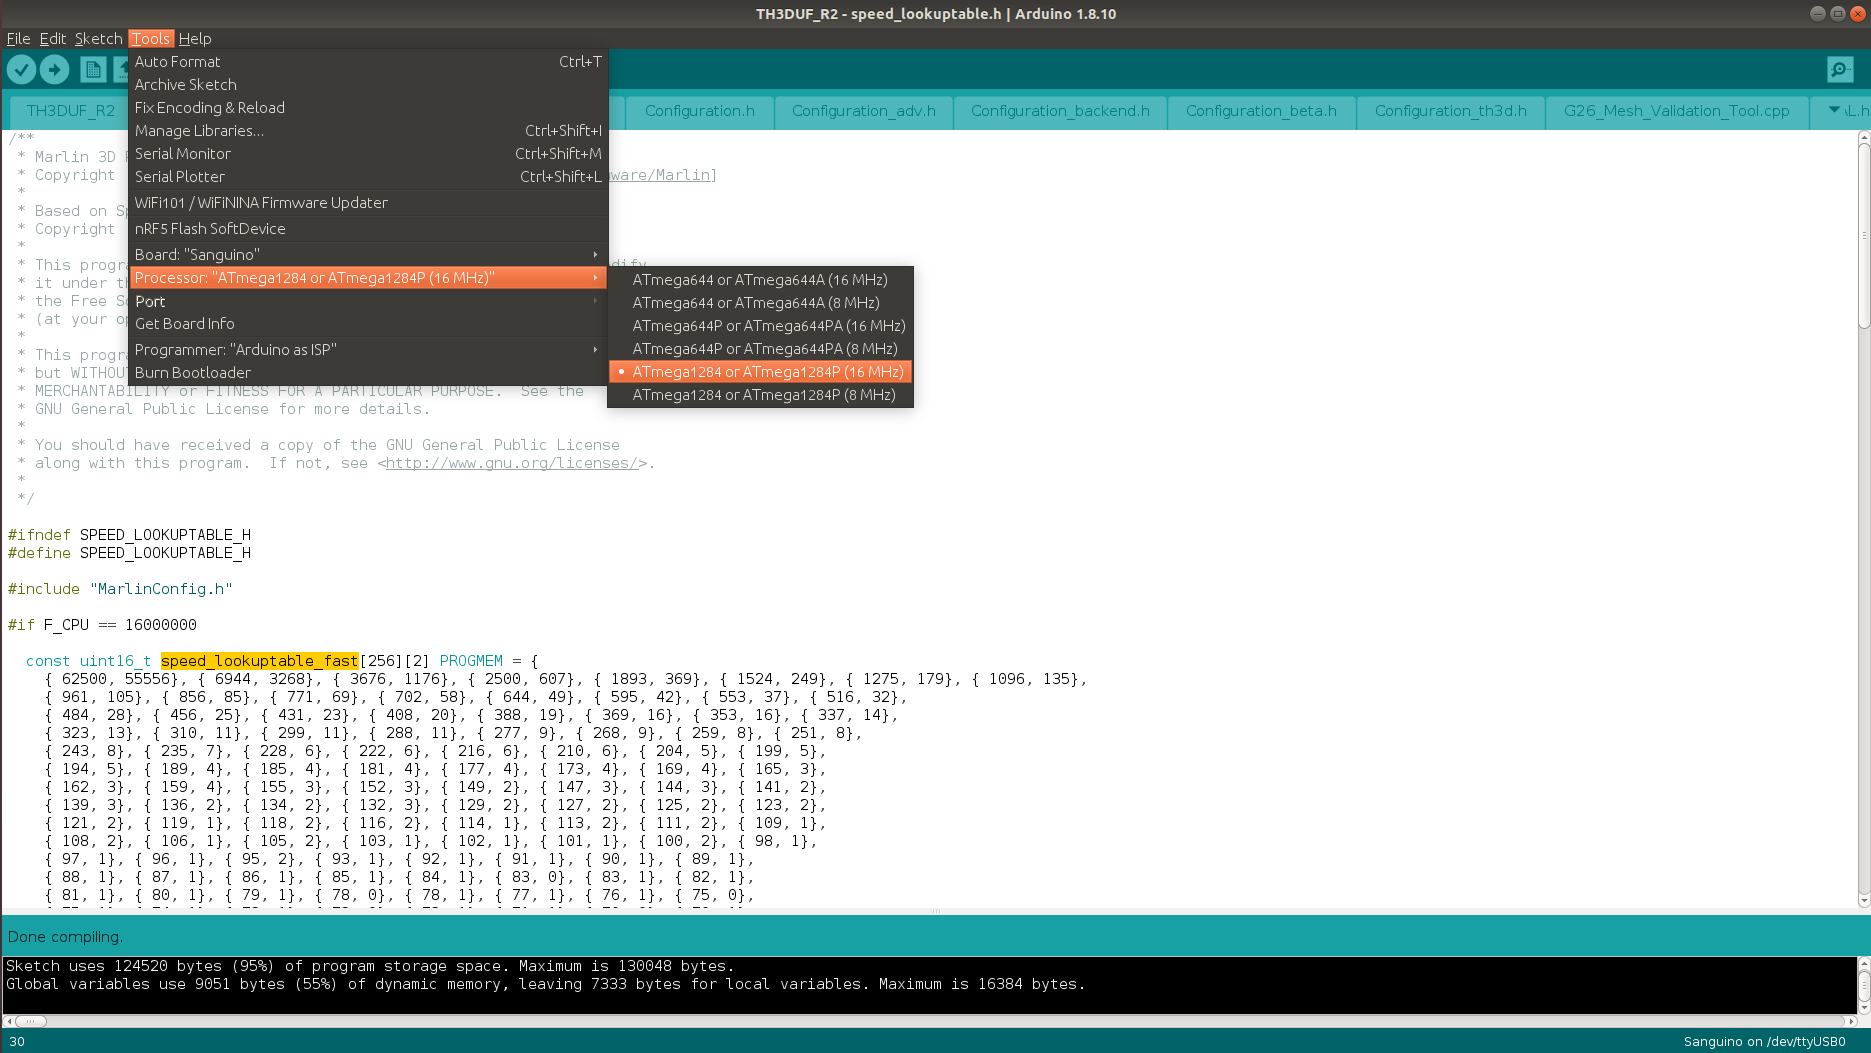 TH3DUF_R2 - speed_lookuptable.h | Arduino 1.8.10
File Edit Sketch Tools Help
Auto Format Ctrl+T
Archive Sketch
Fix Encoding & Reload
Manage Libraries... Ctrl+Shift+I
Serial Monitor Ctrl+Shift+M
Serial Plotter Ctrl+Shift+L
WiFi101 / WiFiNINA Firmware Updater
nRF5 Flash SoftDevice
Board: "Sanguino"
Processor: "ATmega1284 or ATmega1284P (16 MHz)"
Port
Get Board Info
Programmer: "Arduino as ISP"
Burn Bootloader
ATmega644 or ATmega644A (16 MHz)
ATmega644 or ATmega644A (8 MHz)
ATmega644P or ATmega644PA (16 MHz)
ATmega644P or ATmega644PA (8 MHz)
• ATmega1284 or ATmega1284P (16 MHz)
ATmega1284 or ATmega1284P (8 MHz)
TH3DUF_R2 Configuration.h Configuration_adv.h Configuration_backend.h Configuration_beta.h Configuration_th3d.h G26_Mesh_Validation_Tool.cpp
/**
* Marlin 3D
* Copyright ware/Marlin]
*
* Based on
* Copyright
*
* This progra dify
* it under
* the Free
* (at your
*
* This progra
* but WITHOUT
* MERCHANTABILITY or FITNESS FOR A PARTICULAR PURPOSE. See the
* GNU General Public License for more details.
*
* You should have received a copy of the GNU General Public License
* along with this program. If not, see <http://www.gnu.org/licenses/>.
*
*/
#ifndef SPEED_LOOKUPTABLE_H
#define SPEED_LOOKUPTABLE_H
#include "MarlinConfig.h"
#if F_CPU == 16000000
const uint16_t speed_lookuptable_fast[256][2] PROGMEM = {
{ 62500, 55556}, { 6944, 3268}, { 3676, 1176}, { 2500, 607}, { 1893, 369}, { 1524, 249}, { 1275, 179}, { 1096, 135},
{ 961, 105}, { 856, 85}, { 771, 69}, { 702, 58}, { 644, 49}, { 595, 42}, { 553, 37}, { 516, 32},
{ 484, 28}, { 456, 25}, { 431, 23}, { 408, 20}, { 388, 19}, { 369, 16}, { 353, 16}, { 337, 14},
{ 323, 13}, { 310, 11}, { 299, 11}, { 288, 11}, { 277, 9}, { 268, 9}, { 259, 8}, { 251, 8},
{ 243, 8}, { 235, 7}, { 228, 6}, { 222, 6}, { 216, 6}, { 210, 6}, { 204, 5}, { 199, 5},
{ 194, 5}, { 189, 4}, { 185, 4}, { 181, 4}, { 177, 4}, { 173, 4}, { 169, 4}, { 165, 3},
{ 162, 3}, { 159, 4}, { 155, 3}, { 152, 3}, { 149, 2}, { 147, 3}, { 144, 3}, { 141, 2},
{ 139, 3}, { 136, 2}, { 134, 2}, { 132, 3}, { 129, 2}, { 127, 2}, { 125, 2}, { 123, 2},
{ 121, 2}, { 119, 1}, { 118, 2}, { 116, 2}, { 114, 1}, { 113, 2}, { 111, 2}, { 109, 1},
{ 108, 2}, { 106, 1}, { 105, 2}, { 103, 1}, { 102, 1}, { 101, 1}, { 100, 2}, { 98, 1},
{ 97, 1}, { 96, 1}, { 95, 2}, { 93, 1}, { 92, 1}, { 91, 1}, { 90, 1}, { 89, 1},
{ 88, 1}, { 87, 1}, { 86, 1}, { 85, 1}, { 84, 1}, { 83, 0}, { 83, 1}, { 82, 1},
{ 81, 1}, { 80, 1}, { 79, 1}, { 78, 0}, { 78, 1}, { 77, 1}, { 76, 1}, { 75, 0},
Done compiling.
Sketch uses 124520 bytes (95%) of program storage space. Maximum is 130048 bytes.
Global variables use 9051 bytes (55%) of dynamic memory, leaving 7333 bytes for local variables. Maximum is 16384 bytes.
30 Sanguino on /dev/ttyUSB0